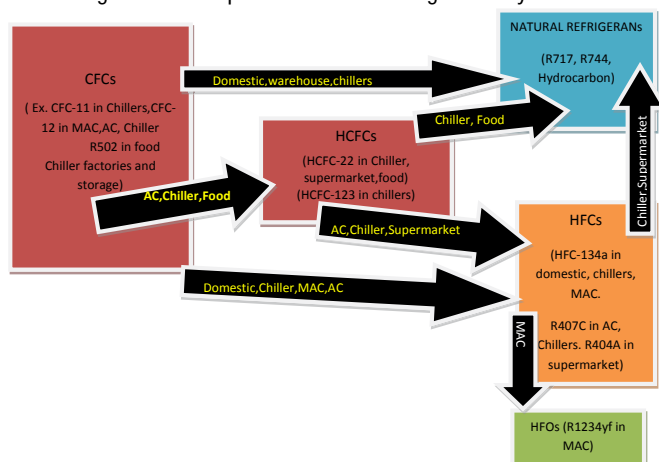 CFCs
( Ex. CFC-11 in Chillers,CFC-
12 in MAC,AC, Chiller
R502 in food
Chiller factories and
storage)
AC,Chiller,Food
Domestic,warehouse,chillers
HCFCs
(HCFC-22 in Chiller,
supermarket,food)
(HCFC-123 in chillers)
Chiller, Food
AC,Chiller,Supermarket
Domestic,Chiller,MAC,AC
NATURAL REFRIGERANs
(R717, R744,
Hydrocarbon)
Chiller,Supermarket
HFCs
(HFC-134a in
domestic, chillers,
MAC.
R407C in AC,
Chillers. R404A in
supermarket)
MAC
HFOs (R1234yf in
MAC)